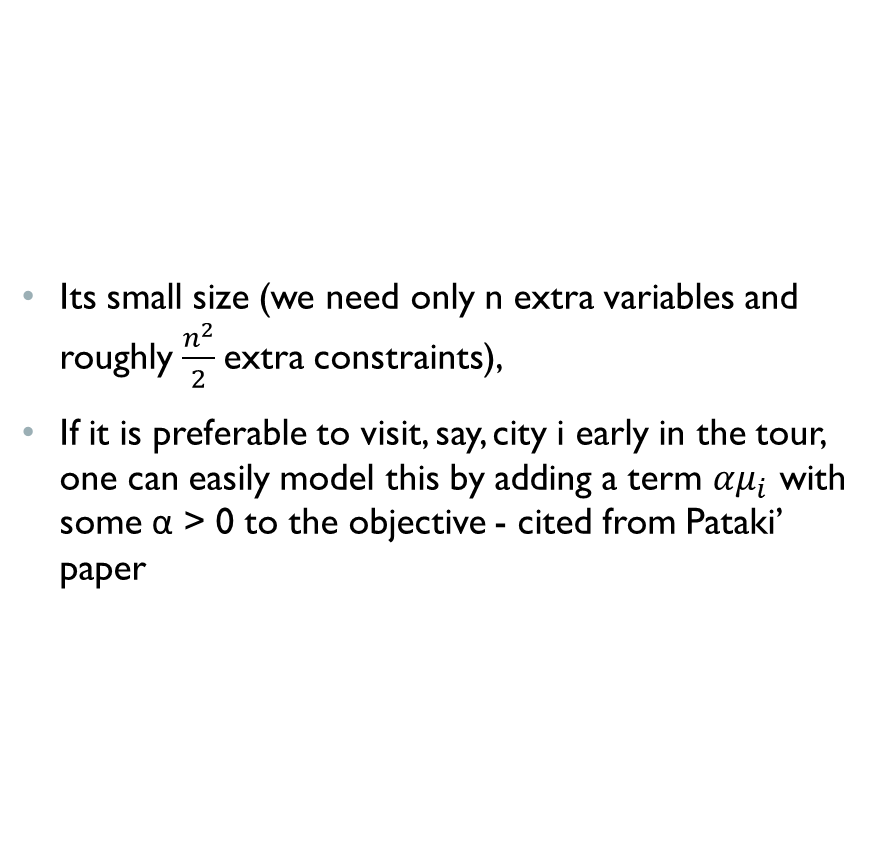 • Its small size (we need only n extra variables and
roughly n²/2 extra constraints),
• If it is preferable to visit, say, city i early in the tour,
one can easily model this by adding a term αμᵢ with
some α > 0 to the objective - cited from Pataki’
paper